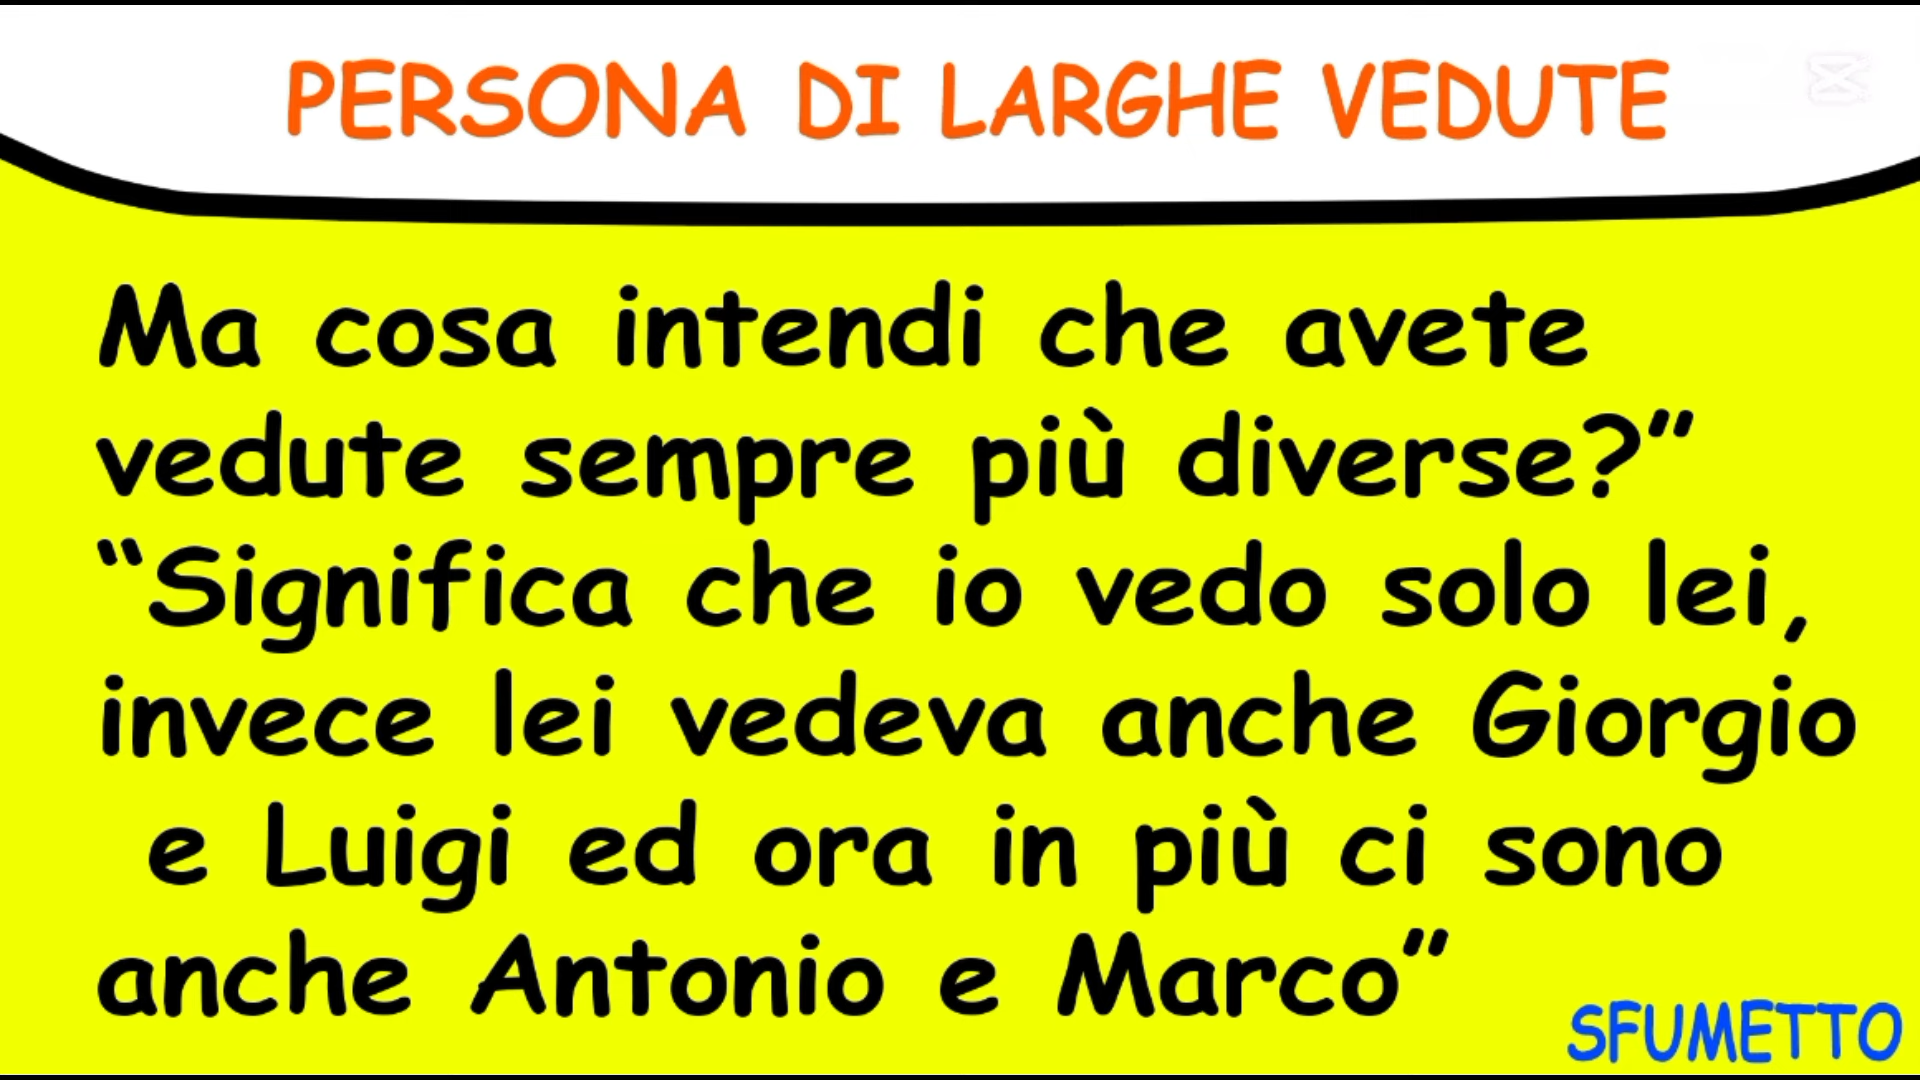 PERSONA DI LARGHE VEDUTE
Ma cosa intendi che avete
vedute sempre più diverse?”
“Significa che io vedo solo lei,
invece lei vedeva anche Giorgio
e Luigi ed ora in più ci sono
anche Antonio e Marco”
SFUMETTO